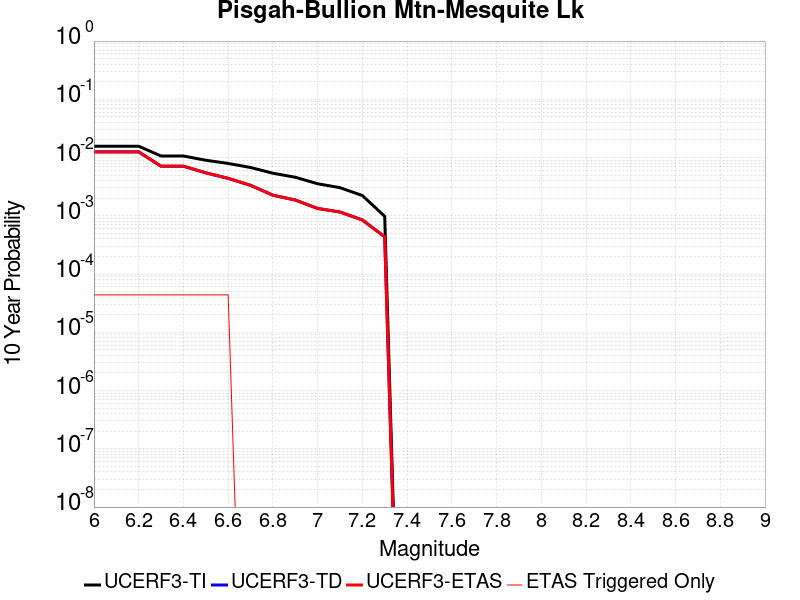 Pisgah-Bullion Mtn-Mesquite Lk
10^0
10^-1
10^-2
10^-3
10^-4
10^-5
10^-6
10^-7
10^-8
10 Year Probability
6 6.2 6.4 6.6 6.8 7 7.2 7.4 7.6 7.8 8 8.2 8.4 8.6 8.8 9
Magnitude
UCERF3-TI UCERF3-TD UCERF3-ETAS ETAS Triggered Only